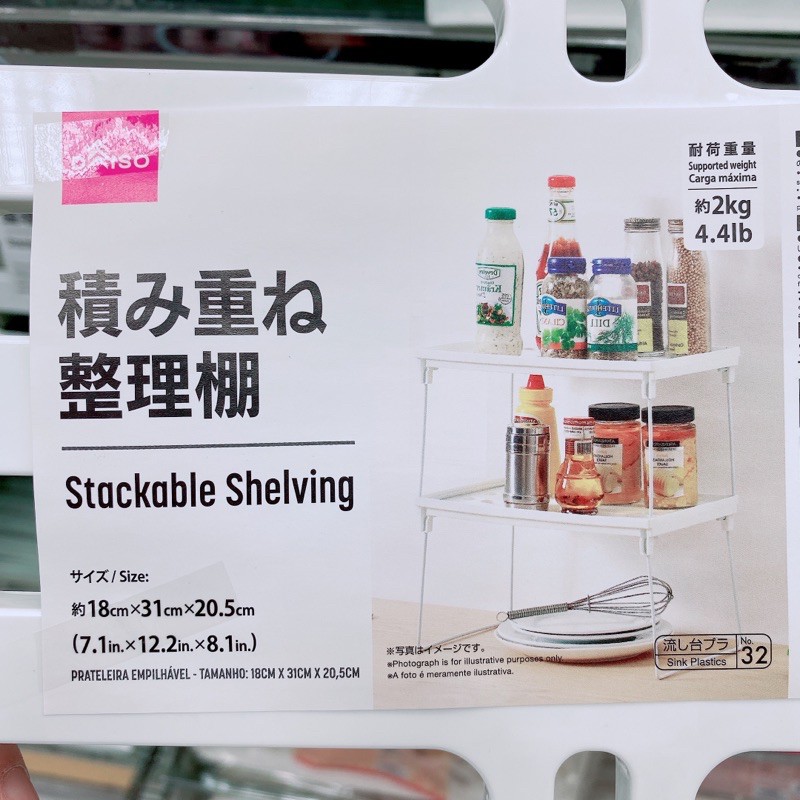 DAISO
積み重ね
整理棚
Stackable Shelving
サイズ / Size:
約18cm×31cm×20.5cm
(7.1in.×12.2in.×8.1in.)
PRATELEIRA EMPILHÁVEL - TAMANHO: 18CM X 31CM X 20,5CM
耐荷重量
Supported weight
Carga máxima
約2kg
4.4lb
57
DILL
※写真はイメージです。
※Photograph is for illustrative purposes only.
※A foto é meramente ilustrativa.
流し台プラ
Sink Plastics
No.
32